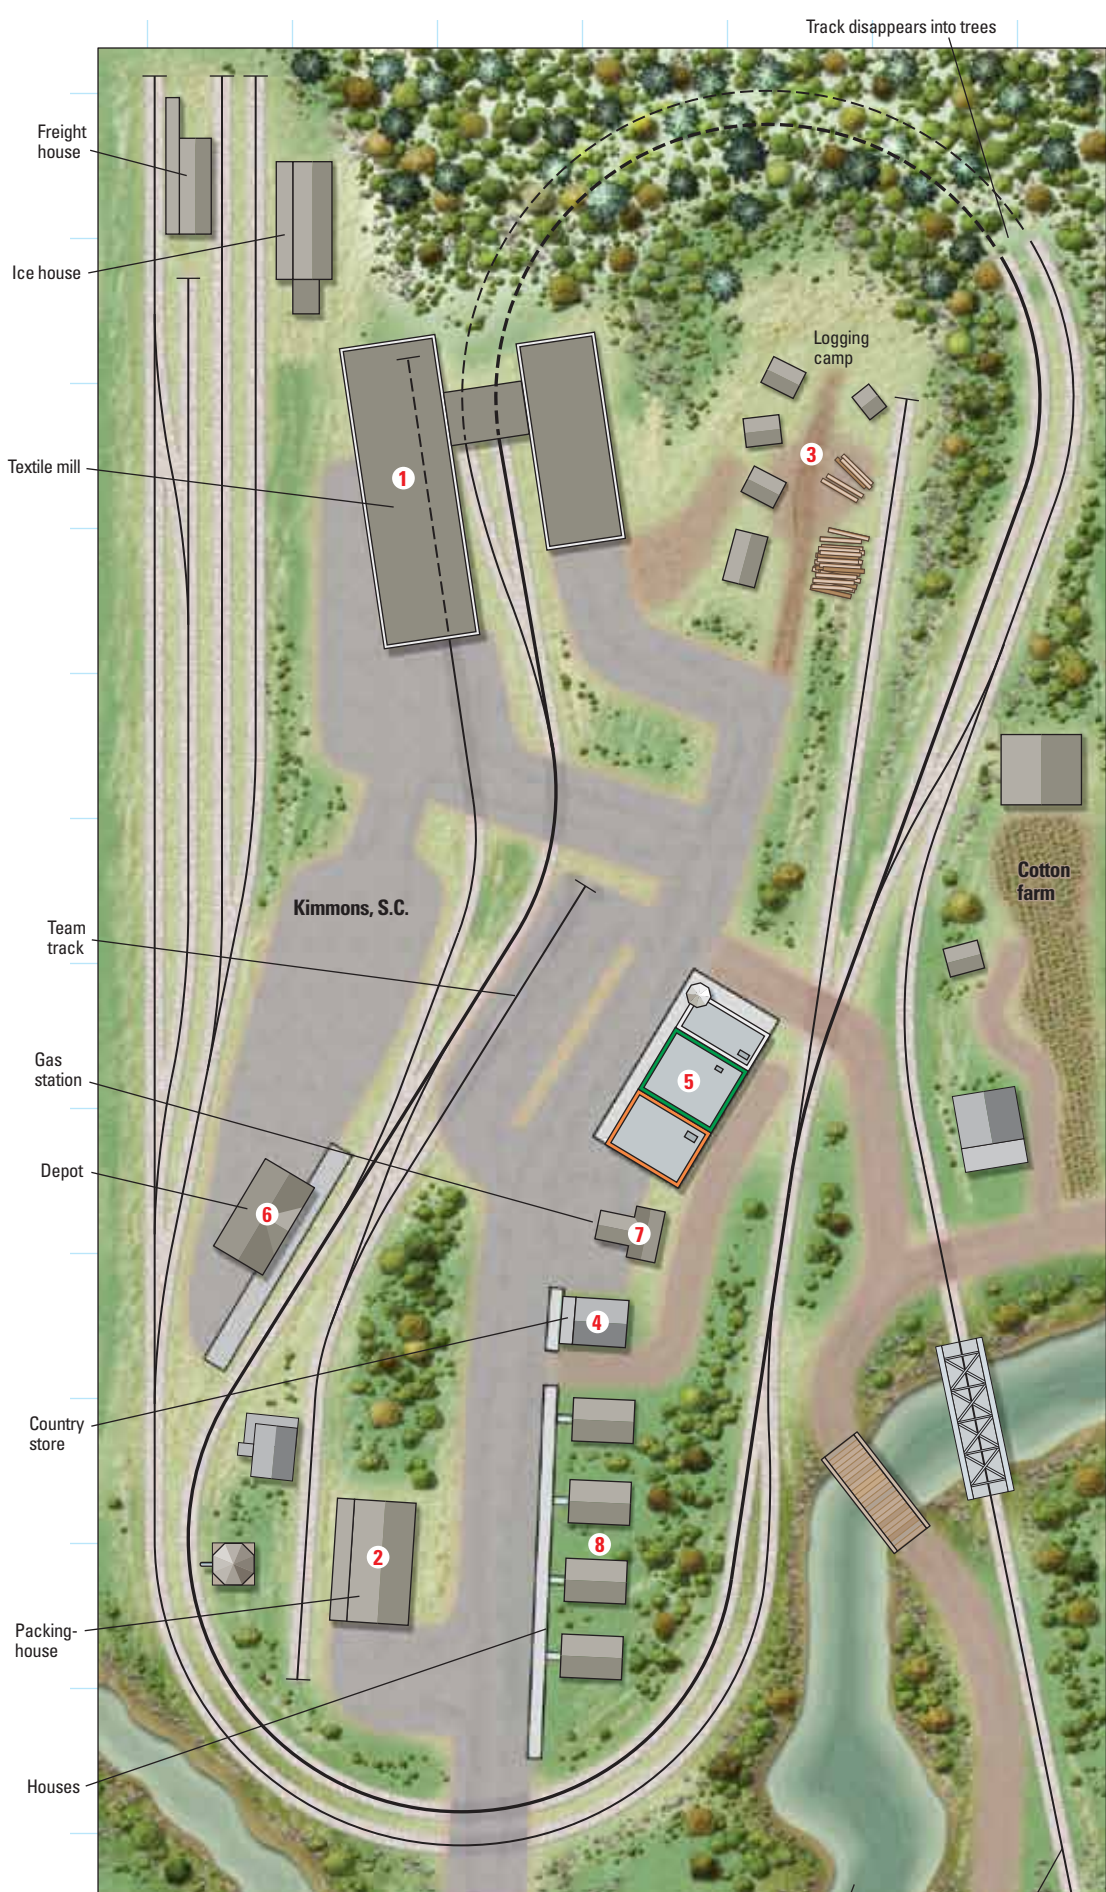 Track disappears into trees
Freight
house
Ice house
Logging
camp
3
Textile mill
1
Cotton
farm
Kimmons, S.C.
Team
track
Gas
station
5
Depot
6
7
4
Country
store
8
2
Packing-
house
Houses